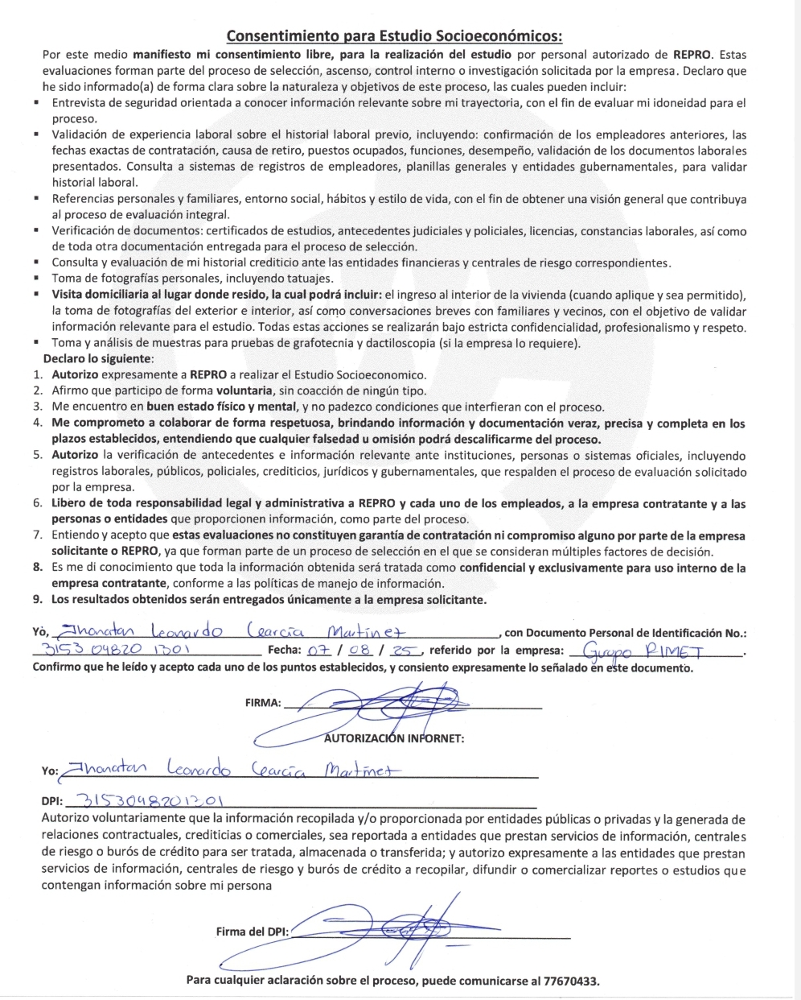 Consentimiento para Estudio Socioeconómicos:
Por este medio manifiesto mi consentimiento libre, para la realización del estudio por personal autorizado de REPRO. Estas
evaluaciones forman parte del proceso de selección, ascenso, control interno o investigación solicitada por la empresa. Declaro que
he sido informado(a) de forma clara sobre la naturaleza y objetivos de este proceso, las cuales pueden incluir:
▪ Entrevista de seguridad orientada a conocer información relevante sobre mi trayectoria, con el fin de evaluar mi idoneidad para el
proceso.
▪ Validación de experiencia laboral sobre el historial laboral previo, incluyendo: confirmación de los empleadores anteriores, las
fechas exactas de contratación, causa de retiro, puestos ocupados, funciones, desempeño, validación de los documentos laborales
presentados. Consulta a sistemas de registros de empleadores, planillas generales y entidades gubernamentales, para validar
historial laboral.
▪ Referencias personales y familiares, entorno social, hábitos y estilo de vida, con el fin de obtener una visión general que contribuya
al proceso de evaluación integral.
▪ Verificación de documentos: certificados de estudios, antecedentes judiciales y policiales, licencias, constancias laborales, así como
de toda otra documentación entregada para el proceso de selección.
▪ Consulta y evaluación de mi historial crediticio ante las entidades financieras y centrales de riesgo correspondientes.
▪ Toma de fotografías personales, incluyendo tatuajes.
▪ Visita domiciliaria al lugar donde resido, la cual podrá incluir: el ingreso al interior de la vivienda (cuando aplique y sea permitido),
la toma de fotografías del exterior e interior, así como conversaciones breves con familiares y vecinos, con el objetivo de validar
información relevante para el estudio. Todas estas acciones se realizarán bajo estricta confidencialidad, profesionalismo y respeto.
▪ Toma y análisis de muestras para pruebas de grafotecnia y dactiloscopia (si la empresa lo requiere).
Declaro lo siguiente:
1. Autorizo expresamente a REPRO a realizar el Estudio Socioeconomico.
2. Afirmo que participo de forma voluntaria, sin coacción de ningún tipo.
3. Me encuentro en buen estado físico y mental, y no padezco condiciones que interfieran con el proceso.
4. Me comprometo a colaborar de forma respetuosa, brindando información y documentación veraz, precisa y completa en los
plazos establecidos, entendiendo que cualquier falsedad u omisión podrá descalificarme del proceso.
5. Autorizo la verificación de antecedentes e información relevante ante instituciones, personas o sistemas oficiales, incluyendo
registros laborales, públicos, policiales, crediticios, jurídicos y gubernamentales, que respalden el proceso de evaluación solicitado
por la empresa.
6. Libero de toda responsabilidad legal y administrativa a REPRO y cada uno de los empleados, a la empresa contratante y a las
personas o entidades que proporcionen información, como parte del proceso.
7. Entiendo y acepto que estas evaluaciones no constituyen garantía de contratación ni compromiso alguno por parte de la empresa
solicitante o REPRO, ya que forman parte de un proceso de selección en el que se consideran múltiples factores de decisión.
8. Es me di conocimiento que toda la información obtenida será tratada como confidencial y exclusivamente para uso interno de la
empresa contratante, conforme a las políticas de manejo de información.
9. Los resultados obtenidos serán entregados únicamente a la empresa solicitante.
Yo, Jhonatan Leonardo García Martínez, con Documento Personal de Identificación No.:
3153 04820 1301 Fecha: 07 / 08 / 25, referido por la empresa: Grupo RIMET.
Confirmo que he leído y acepto cada uno de los puntos establecidos, y consiento expresamente lo señalado en este documento.
FIRMA:
AUTORIZACIÓN INFORNET:
Yo: Jhonatan Leonardo García Martínez
DPI: 3153048201301
Autorizo voluntariamente que la información recopilada y/o proporcionada por entidades públicas o privadas y la generada de
relaciones contractuales, crediticias o comerciales, sea reportada a entidades que prestan servicios de información, centrales
de riesgo o burós de crédito para ser tratada, almacenada o transferida; y autorizo expresamente a las entidades que prestan
servicios de información, centrales de riesgo y burós de crédito a recopilar, difundir o comercializar reportes o estudios que
contengan información sobre mi persona
Firma del DPI:
Para cualquier aclaración sobre el proceso, puede comunicarse al 77670433.